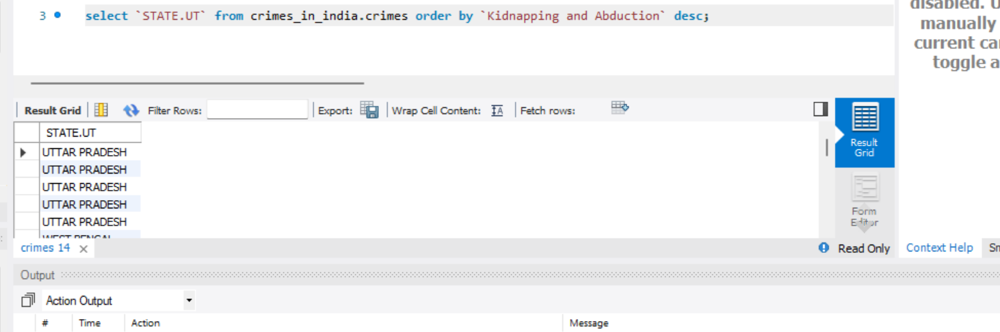 disabled. U
3 select `STATE.UT` from crimes_in_india.crimes order by `Kidnapping and Abduction` desc;
manually
current ca
toggle a
Result Grid Filter Rows: Export: Wrap Cell Content: IA Fetch rows:
STATE.UT
UTTAR PRADESH
UTTAR PRADESH
UTTAR PRADESH
UTTAR PRADESH
UTTAR PRADESH
WEST BENGAL
Result
Grid
Form
Editor
crimes 14
Read Only
Context Help
Output
Action Output
# Time Action Message